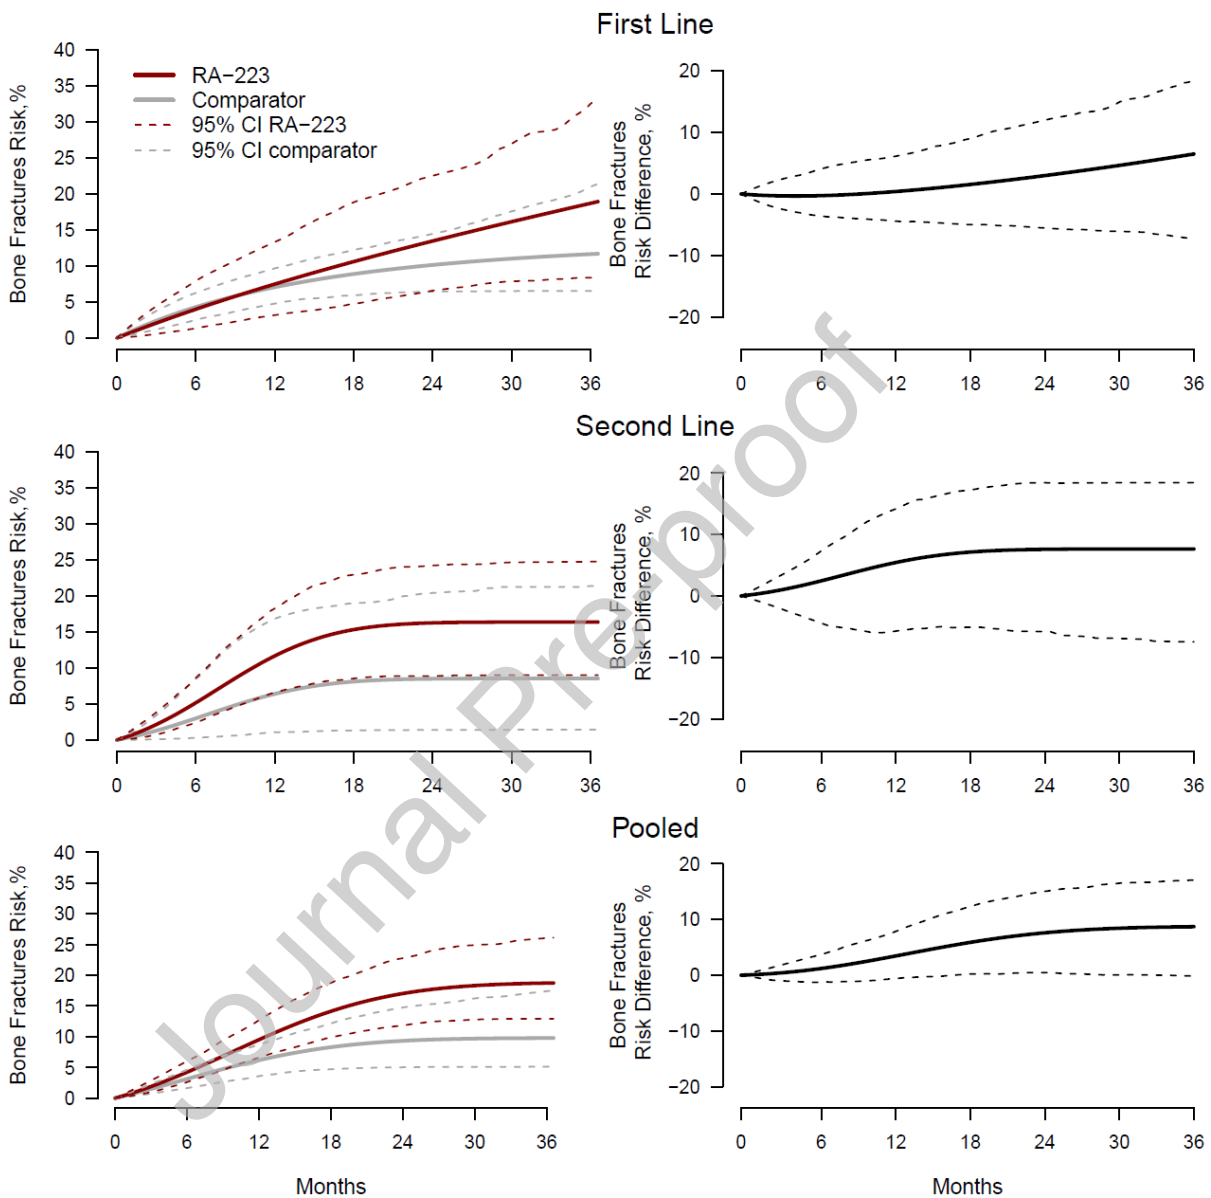 First Line
Bone Fractures Risk,%
40
35
30
25
20
15
10
5
0
RA−223
Comparator
95% CI RA−223
95% CI comparator
0 6 12 18 24 30 36
Bone Fractures
Risk Difference, %
20
10
0
−10
−20
0 6 12 18 24 30 36
Second Line
Bone Fractures Risk,%
40
35
30
25
20
15
10
5
0
0 6 12 18 24 30 36
Bone Fractures
Risk Difference, %
20
10
0
−10
−20
0 6 12 18 24 30 36
Pooled
Bone Fractures Risk,%
40
35
30
25
20
15
10
5
0
0 6 12 18 24 30 36
Months
Bone Fractures
Risk Difference, %
20
10
0
−10
−20
0 6 12 18 24 30 36
Months
Journal Pre-proof